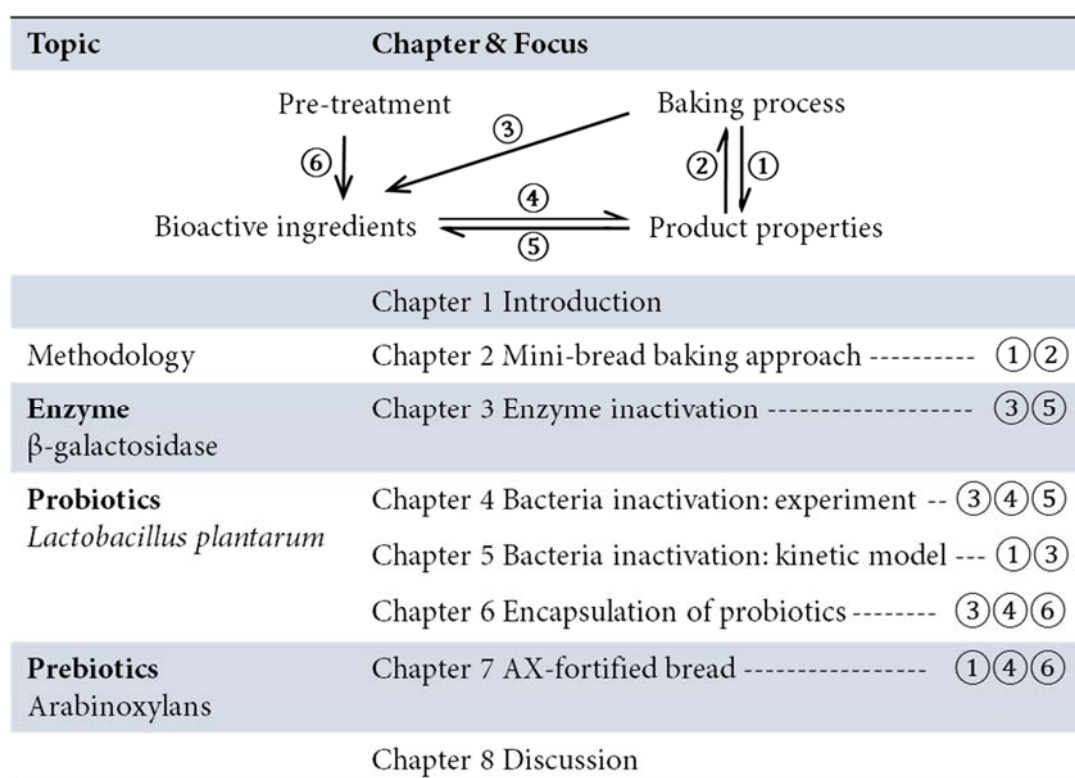 Topic Chapter & Focus
Pre-treatment Baking process
③
⑥ ② ①
④
Bioactive ingredients Product properties
⑤
Chapter 1 Introduction
Methodology Chapter 2 Mini-bread baking approach ---------- ①②
Enzyme Chapter 3 Enzyme inactivation ------------------ ③⑤
β-galactosidase
Probiotics Chapter 4 Bacteria inactivation: experiment -- ③④⑤
Lactobacillus plantarum
Chapter 5 Bacteria inactivation: kinetic model --- ①③
Chapter 6 Encapsulation of probiotics -------- ③④⑥
Prebiotics Chapter 7 AX-fortified bread ---------------- ①④⑥
Arabinoxylans
Chapter 8 Discussion